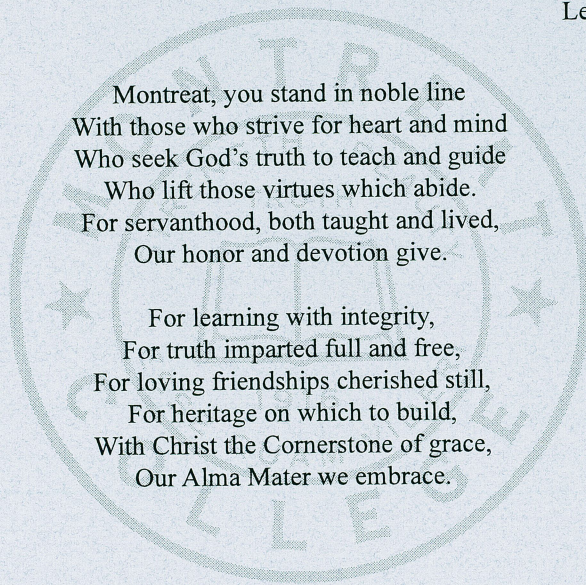 Le
Montreat, you stand in noble line
With those who strive for heart and mind
Who seek God's truth to teach and guide
Who lift those virtues which abide.
For servanthood, both taught and lived,
Our honor and devotion give.
For learning with integrity,
For truth imparted full and free,
For loving friendships cherished still,
For heritage on which to build,
With Christ the Cornerstone of grace,
Our Alma Mater we embrace.
MONTREAT
COLLEGE